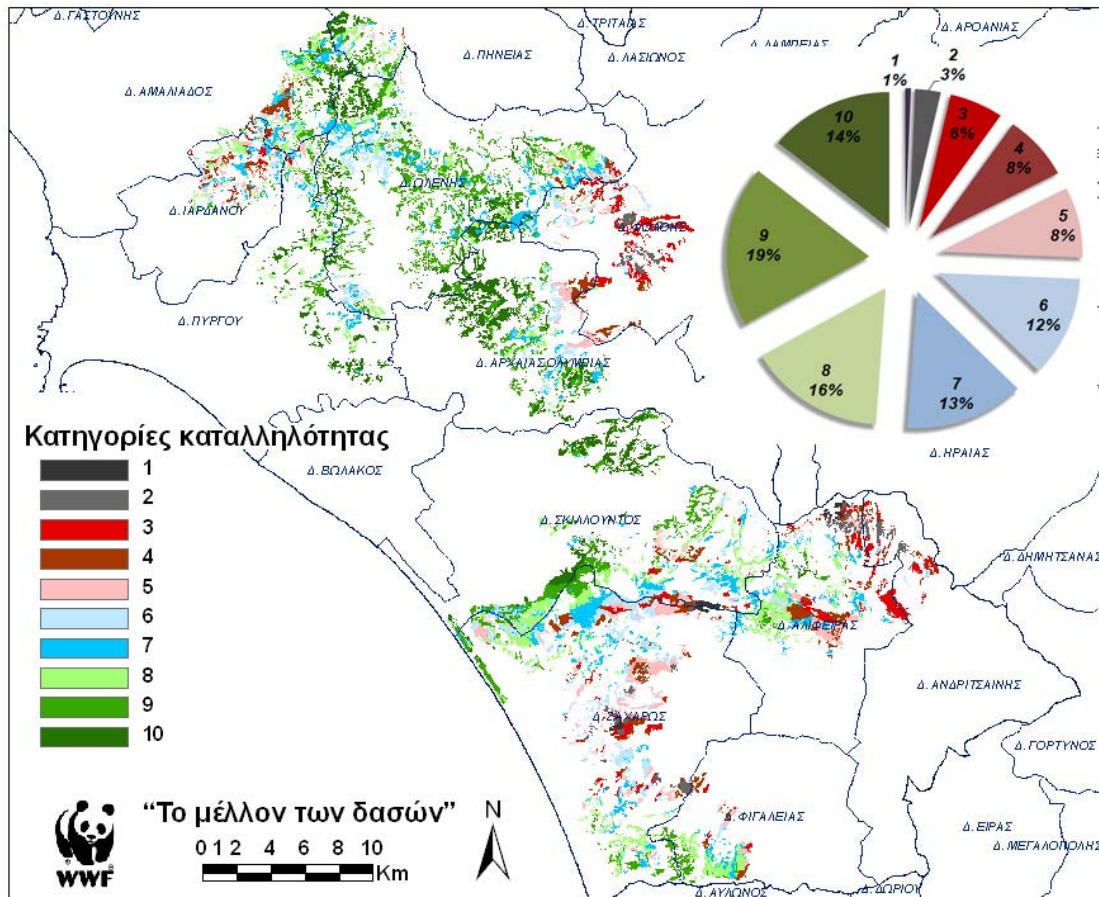 Δ. ΓΑΣΤΟΥΝΗΣ
Δ. ΤΡΙΤΑΙΑΣ
Δ. ΛΑΜΠΕΙΑΣ
Δ. ΑΡΟΑΝΙΑΣ
Δ. ΠΗΝΕΙΑΣ
Δ. ΛΑΣΙΩΝΟΣ
Δ. ΑΜΑΛΙΑΔΟΣ
Δ. ΩΛΕΝΗΣ
Δ. ΙΑΡΔΑΝΟΥ
Δ. ΠΥΡΓΟΥ
Δ. ΑΡΧΑΙΑΣ ΟΛΥΜΠΙΑΣ
1
1%
2
3%
3
6%
4
8%
5
8%
6
12%
7
13%
8
16%
9
19%
10
14%
Κατηγορίες καταλληλότητας
1
2
3
4
5
6
7
8
9
10
Δ. ΒΩΛΑΚΟΣ
Δ. ΗΡΑΙΑΣ
Δ. ΣΚΙΛΛΟΥΝΤΟΣ
Δ. ΔΗΜΗΤΣΑΝΑΣ
Δ. ΑΛΙΦΕΙΡΑΣ
Δ. ΑΝΔΡΙΤΣΑΙΝΗΣ
Δ. ΖΑΧΑΡΩΣ
Δ. ΓΟΡΤΥΝΟΣ
Δ. ΦΙΓΑΛΕΙΑΣ
Δ. ΕΙΡΑΣ
Δ. ΜΕΓΑΛΟΠΟΛΗΣ
Δ. ΑΥΛΩΝΟΣ
Δ. ΔΩΡΙΟΥ
WWF
“Το μέλλον των δασών”
0 1 2 4 6 8 10
Km
N